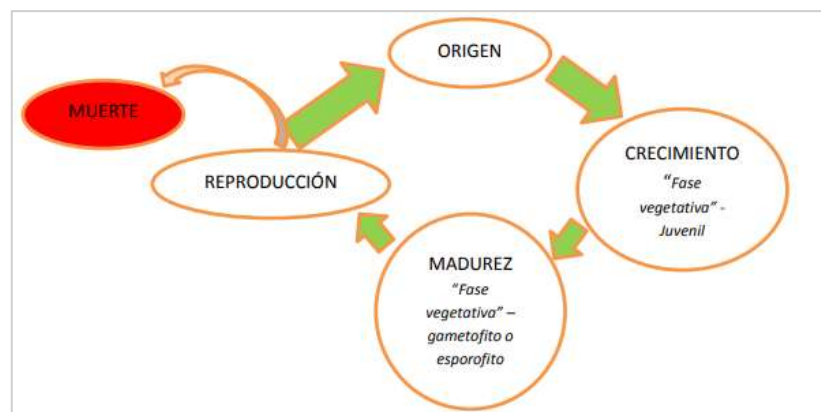 ORIGEN
MUERTE
REPRODUCCIÓN
CRECIMIENTO
“Fase
vegetativa” -
Juvenil
MADUREZ
“Fase
vegetativa” –
gametofito o
esporofito